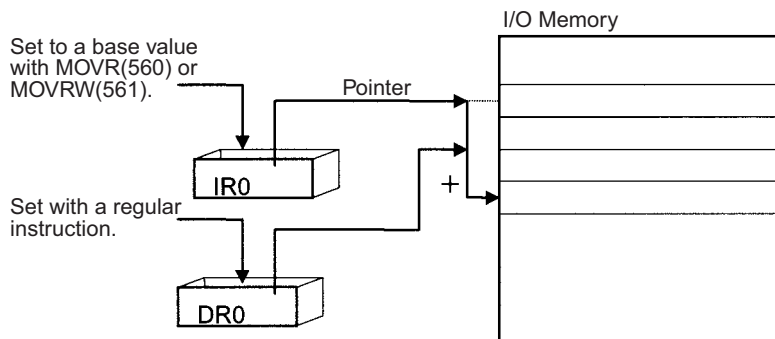 I/O Memory
Set to a base value
with MOVR(560) or
MOVRW(561).
Pointer
IR0
+
Set with a regular
instruction.
DR0